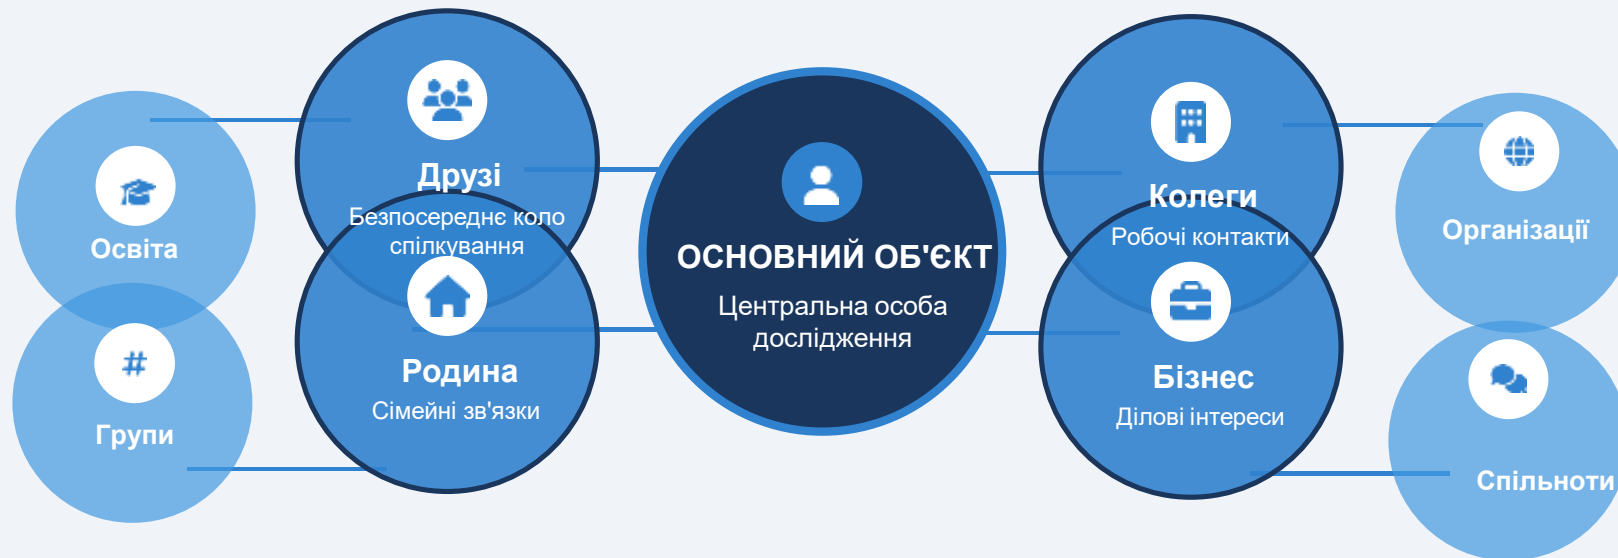 Друзі
Безпосереднє коло
спілкування
Освіта
Родина
Сімейні зв'язки
Групи
#
ОСНОВНИЙ ОБ'ЄКТ
Центральна особа
дослідження
Колеги
Робочі контакти
Організації
Бізнес
Ділові інтереси
Спільноти